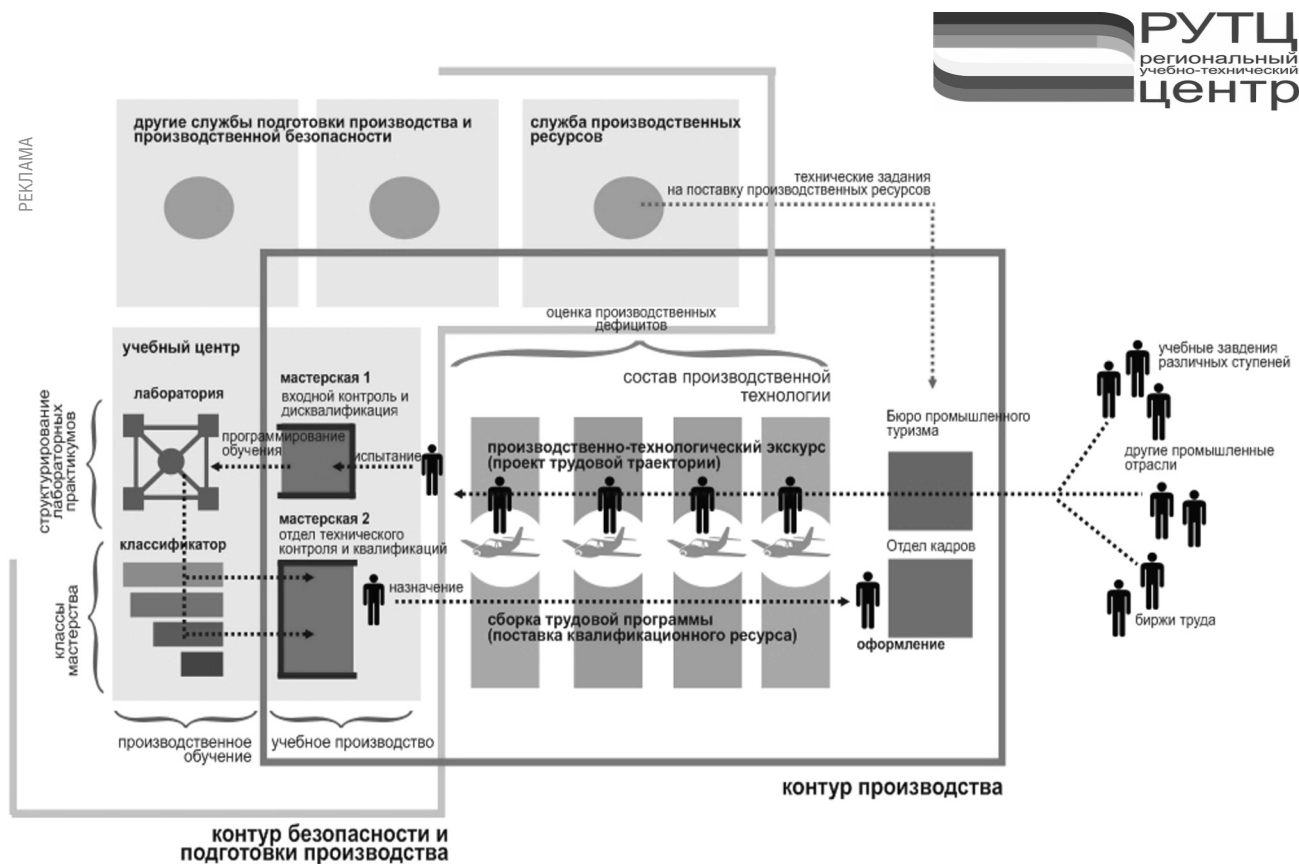 РУТЦ
региональный
учебно-технический
центр
РЕКЛАМА
другие службы подготовки производства и
производственной безопасности
служба производственных
ресурсов
технические задания
на поставку производственных ресурсов
оценка производственных
дефицитов
учебный центр
лаборатория
мастерская 1
входной контроль и
дисквалификация
состав производственной
технологии
учебные завдения
различных ступеней
структурирование
лабораторных
практикумов
программирование
обучения
испытание
производственно-технологический экскурс
(проект трудовой траектории)
Бюро промышленного
туризма
другие промышленные
отрасли
классификатор
мастерская 2
отдел технического
контроля и квалификаций
Отдел кадров
классы
мастерства
назначение
сборка трудовой программы
(поставка квалификационного ресурса)
оформление
биржи труда
производственное
обучение
учебное производство
контур производства
контур безопасности и
подготовки производства